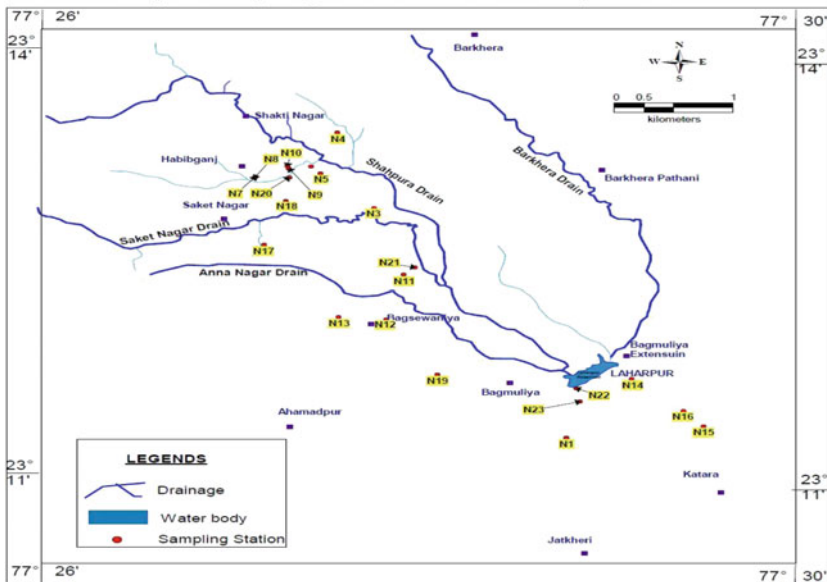 77° 26' 77° 30'
23° 14' 23° 14'
Barkhera
N
W E
S
0 0.5 1
kilometers
Shakti Nagar
N4
N10
N8
Habibganj
N5
Shahpura Drain
Barkhera Drain
Barkhera Pathani
N7 N20 N9
Saket Nagar N18 N3
Saket Nagar Drain
N17
N21
Anna Nagar Drain
N11
N13 N12 Bagsewaniya
Bagmuliya
Extensuin
LAHARPUR
N19 Bagmuliya N14
N22
N23
Ahamadpur
N16
N15
N1
LEGENDS
Drainage
Water body
Sampling Station
Katara
23° 11' 23° 11'
Jatkheri
77° 26' 77° 30'